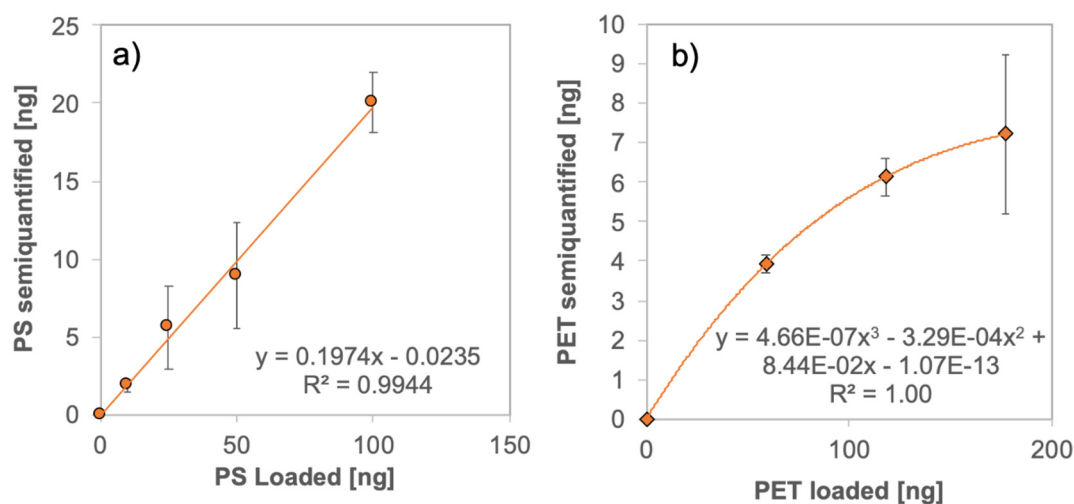 a)
PS semiquantified [ng]
25
20
15
10
5
0
y = 0.1974x - 0.0235
R² = 0.9944
0 50 100 150
PS Loaded [ng]
b)
PET semiquantified [ng]
10
9
8
7
6
5
4
3
2
1
0
y = 4.66E-07x³ - 3.29E-04x² +
8.44E-02x - 1.07E-13
R² = 1.00
0 100 200
PET loaded [ng]